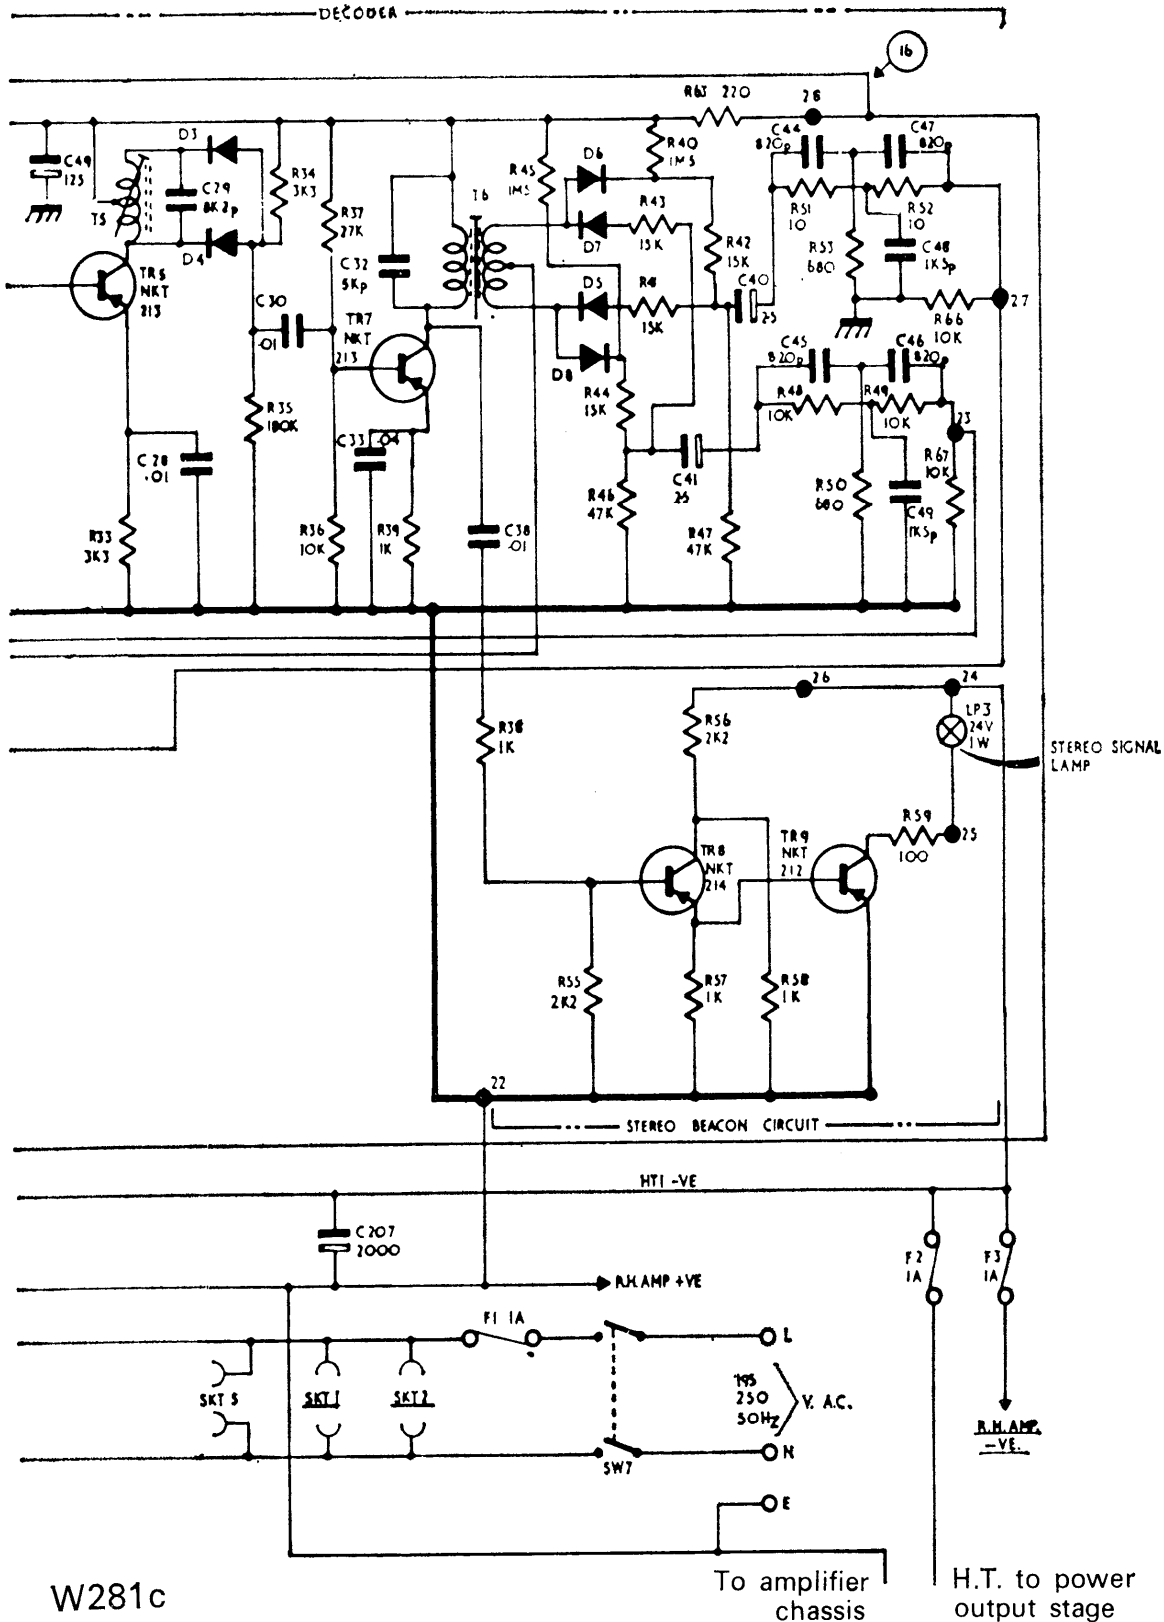 DECODER
16
R63 220
28
C44
820p
C47
820p
D3
C49
125
C29
8K2p
R34
3K3
T5
D4
R37
27K
R45
1M5
D6
R40
1M5
T6
R43
15K
D7
R42
15K
R51
10
R52
10
R53
680
C48
1K5p
TR5
NKT
213
C30
.01
C32
5Kp
TR7
NKT
213
D5
R41
15K
C40
25
27
R66
10K
C45
820p
C46
820p
D8
R44
15K
R48
10K
R49
10K
23
R35
180K
C33 .04
C28
.01
C41
25
R67
10K
R33
3K3
R36
10K
R39
1K
C38
.01
R46
47K
R47
47K
R50
680
C49
1K5p
26
24
R38
1K
R56
2K2
LP3
24V
1W
STEREO SIGNAL
LAMP
R59
100
25
TR8
NKT
214
TR9
NKT
212
R55
2K2
R57
1K
R58
1K
22
STEREO BEACON CIRCUIT
HT1 -VE
C207
2000
F2
1A
F3
1A
R.H. AMP +VE
F1 1A
L
SKT 5
SKT 1
SKT 2
195
250
50Hz
V. A.C.
R.H. AMP.
-VE.
N
SW7
E
W281c
To amplifier
chassis
H.T. to power
output stage